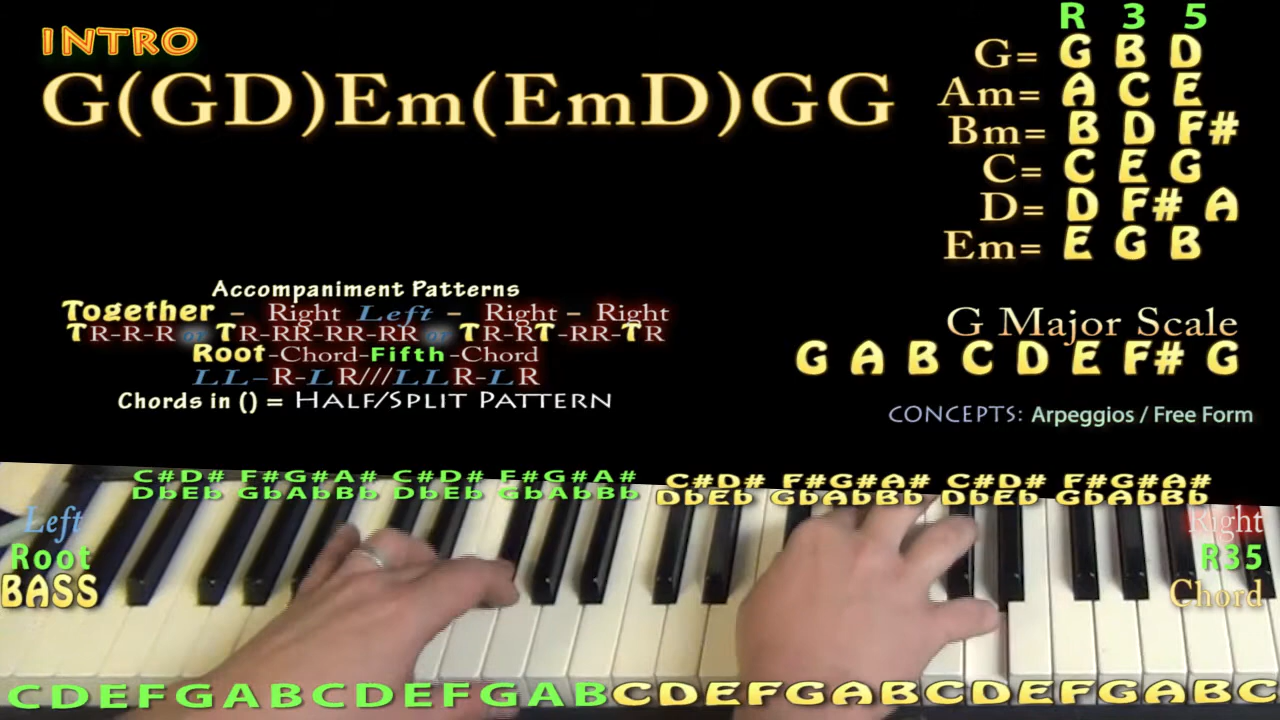 INTRO
G(GD)Em(EmD)GG
R 3 5
G= G B D
Am= A C E
Bm= B D F#
C= C E G
D= D F# A
Em= E G B
Accompaniment Patterns
Together - Right Left - Right - Right
TR-R-R or TR-RR-RR-RR or TR-RT-RR-TR
Root-Chord-Fifth-Chord
LL-R-LR///LLR-LR
Chords in () = HALF/SPLIT PATTERN
G Major Scale
G A B C D E F# G
CONCEPTS: Arpeggios / Free Form
C#D# F#G#A# C#D# F#G#A# C#D# F#G#A# C#D# F#G#A#
DbEb GbAbBb DbEb GbAbBb DbEb GbAbBb DbEb GbAbBb
Left
Root
BASS
Right
R35
Chord
CDEFGABCDEFGABCDEFGABCDEFGABC